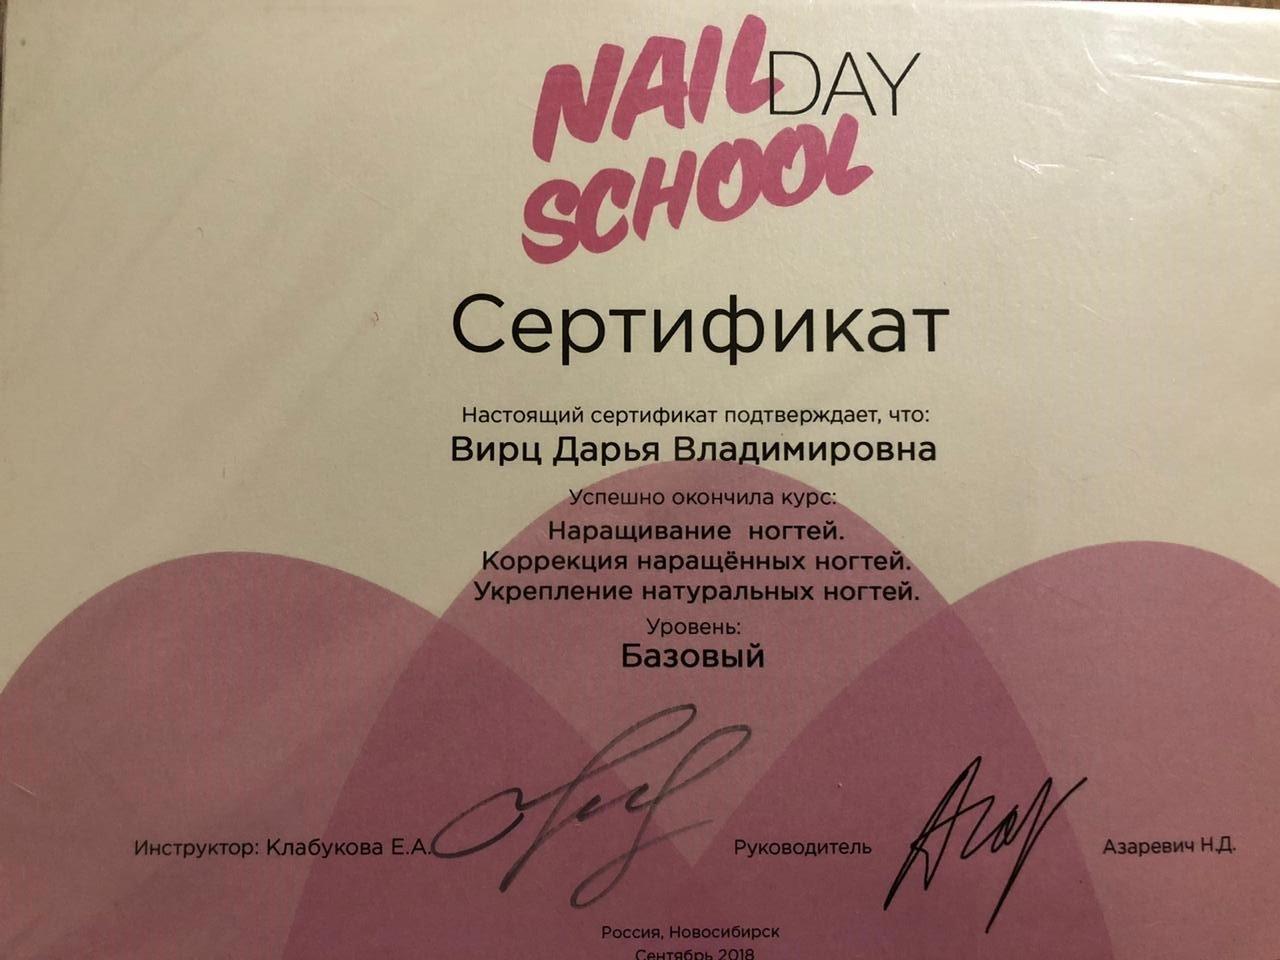 NAIL DAY
SCHOOL
Сертификат
Настоящий сертификат подтверждает, что:
Вирц Дарья Владимировна
Успешно окончила курс:
Наращивание ногтей.
Коррекция наращённых ногтей.
Укрепление натуральных ногтей.
Уровень:
Базовый
Инструктор: Клабукова Е.А. Руководитель Азаревич Н.Д.
Россия, Новосибирск
Сентябрь 2018